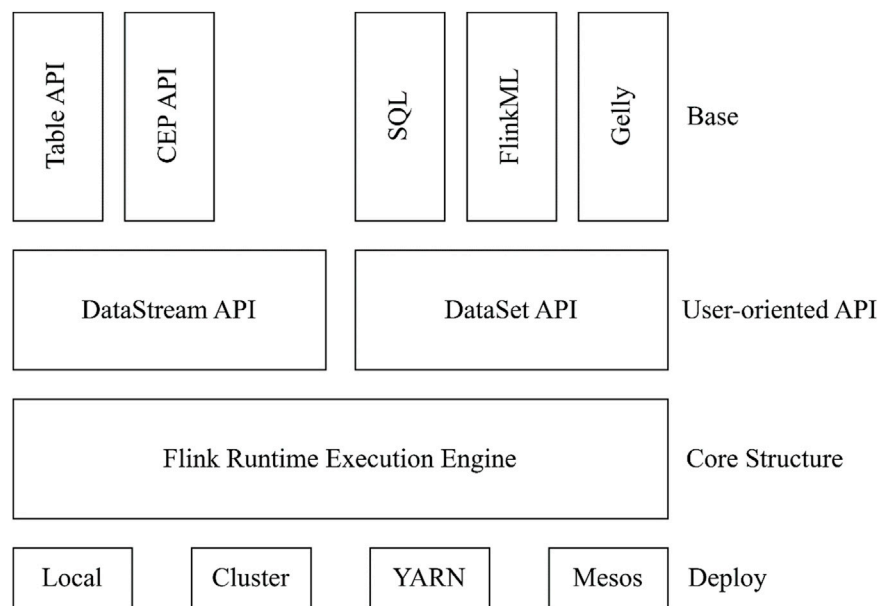 Table API
CEP API
SQL
FlinkML
Gelly
Base
DataStream API
DataSet API
User-oriented API
Flink Runtime Execution Engine
Core Structure
Local
Cluster
YARN
Mesos
Deploy